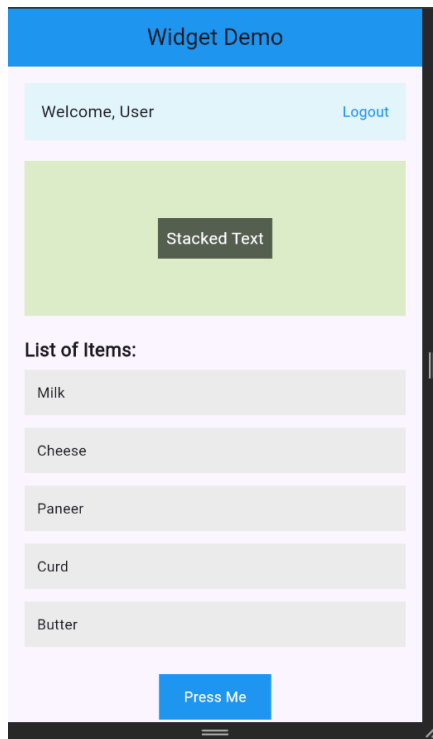 Widget Demo
Welcome, User Logout
Stacked Text
List of Items:
Milk
Cheese
Paneer
Curd
Butter
Press Me